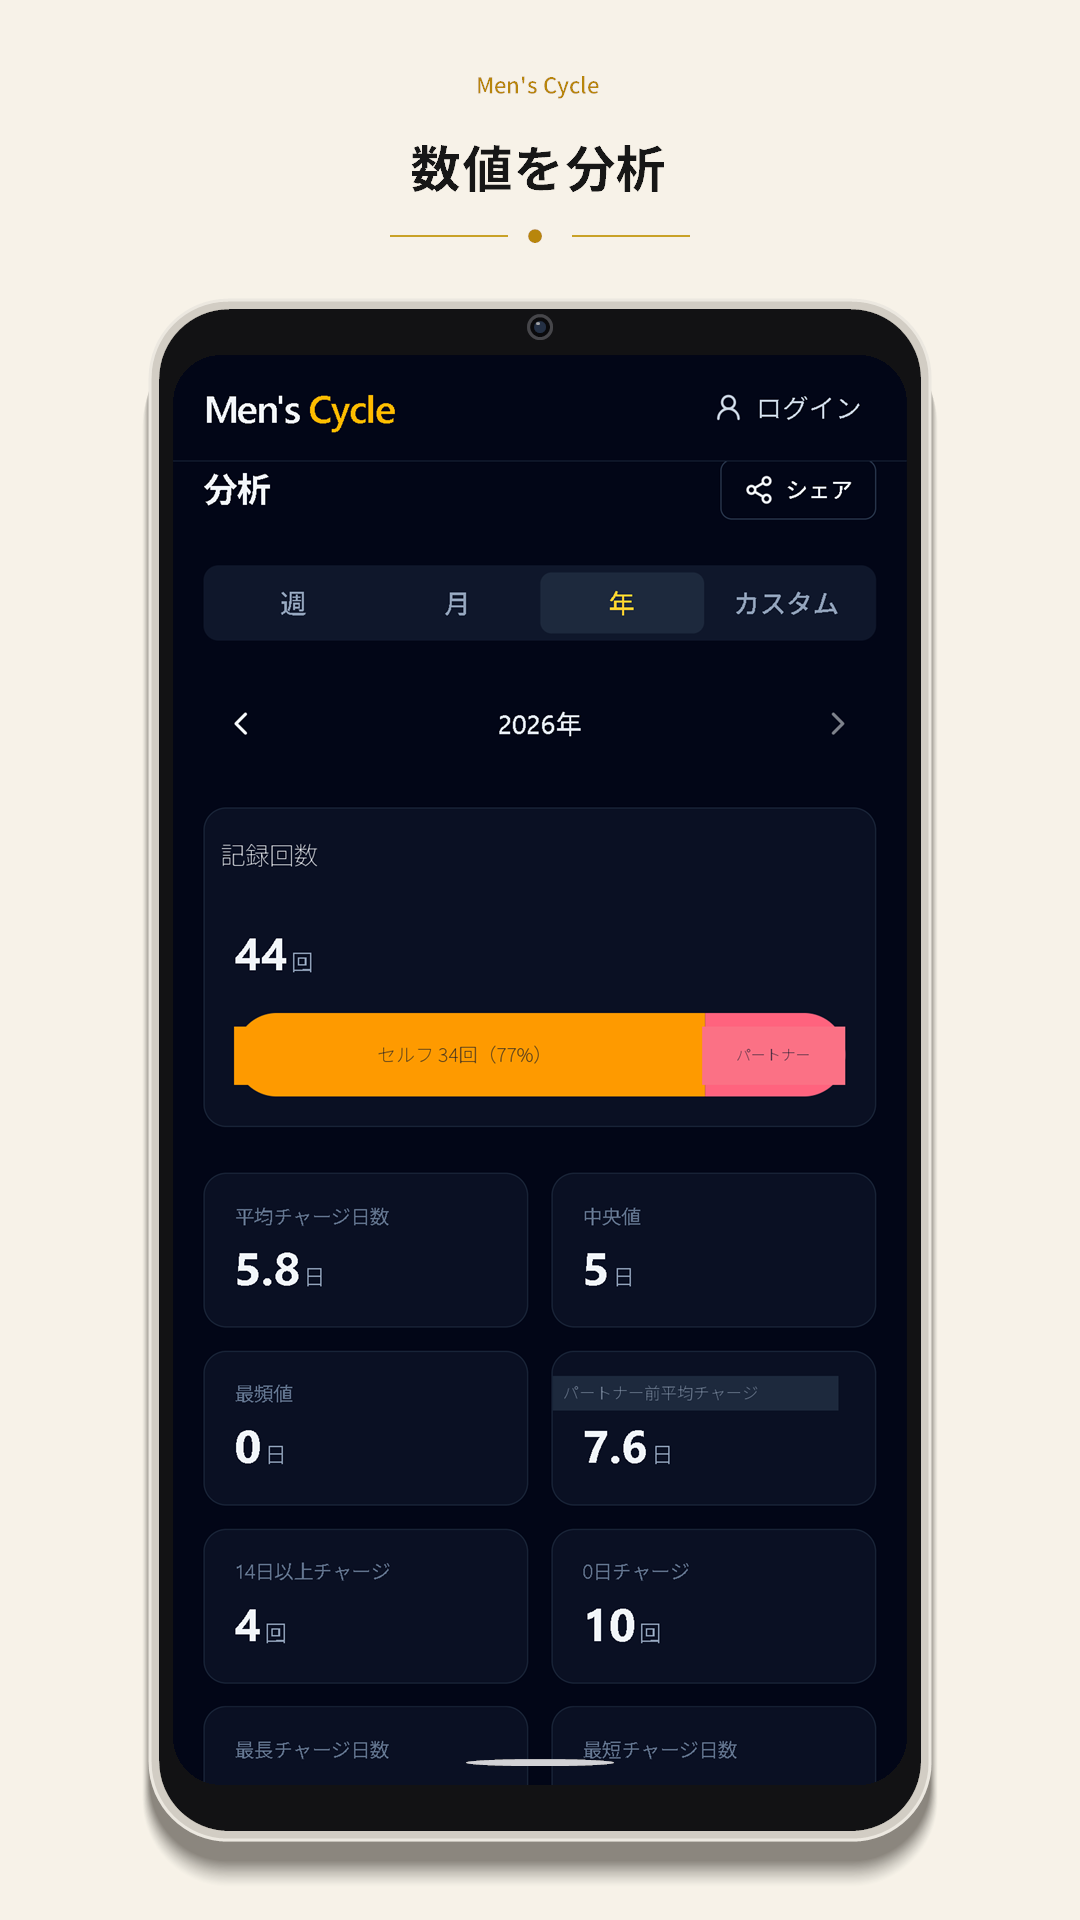 Men's Cycle
数値を分析
Men's Cycle
ログイン
分析
シェア
週 月 年 カスタム
2026年
記録回数
44回
セルフ 34回（77%） パートナー
平均チャージ日数
5.8日
中央値
5日
最頻値
0日
パートナー前平均チャージ
7.6日
14日以上チャージ
4回
0日チャージ
10回
最長チャージ日数
最短チャージ日数